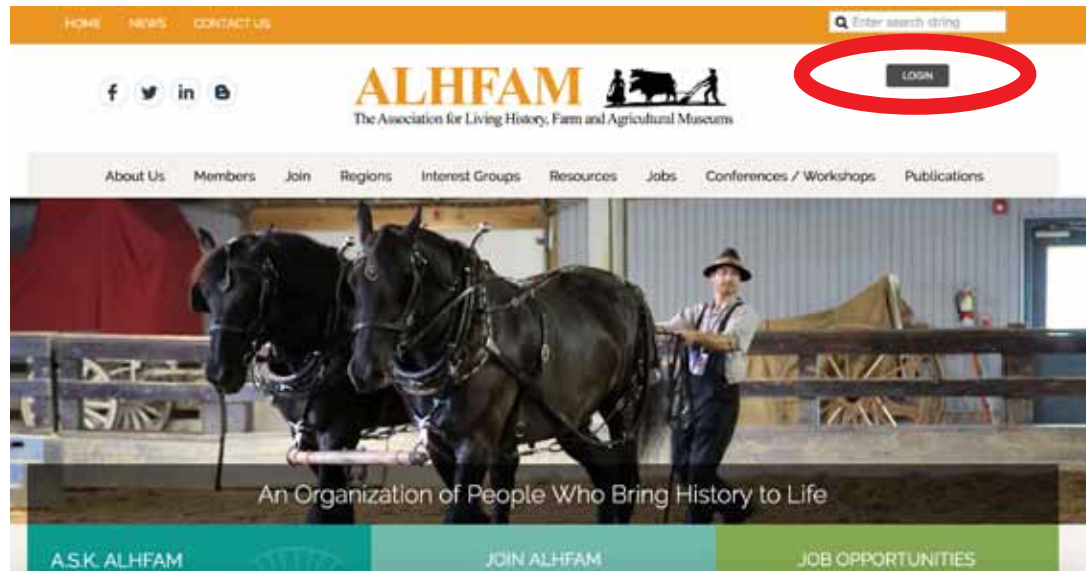 HOME NEWS CONTACT US Enter search string
LOGIN
f in B
ALHFAM
The Association for Living History, Farm and Agricultural Museums
About Us Members Join Regions Interest Groups Resources Jobs Conferences / Workshops Publications
An Organization of People Who Bring History to Life
A.S.K. ALHFAM JOIN ALHFAM JOB OPPORTUNITIES